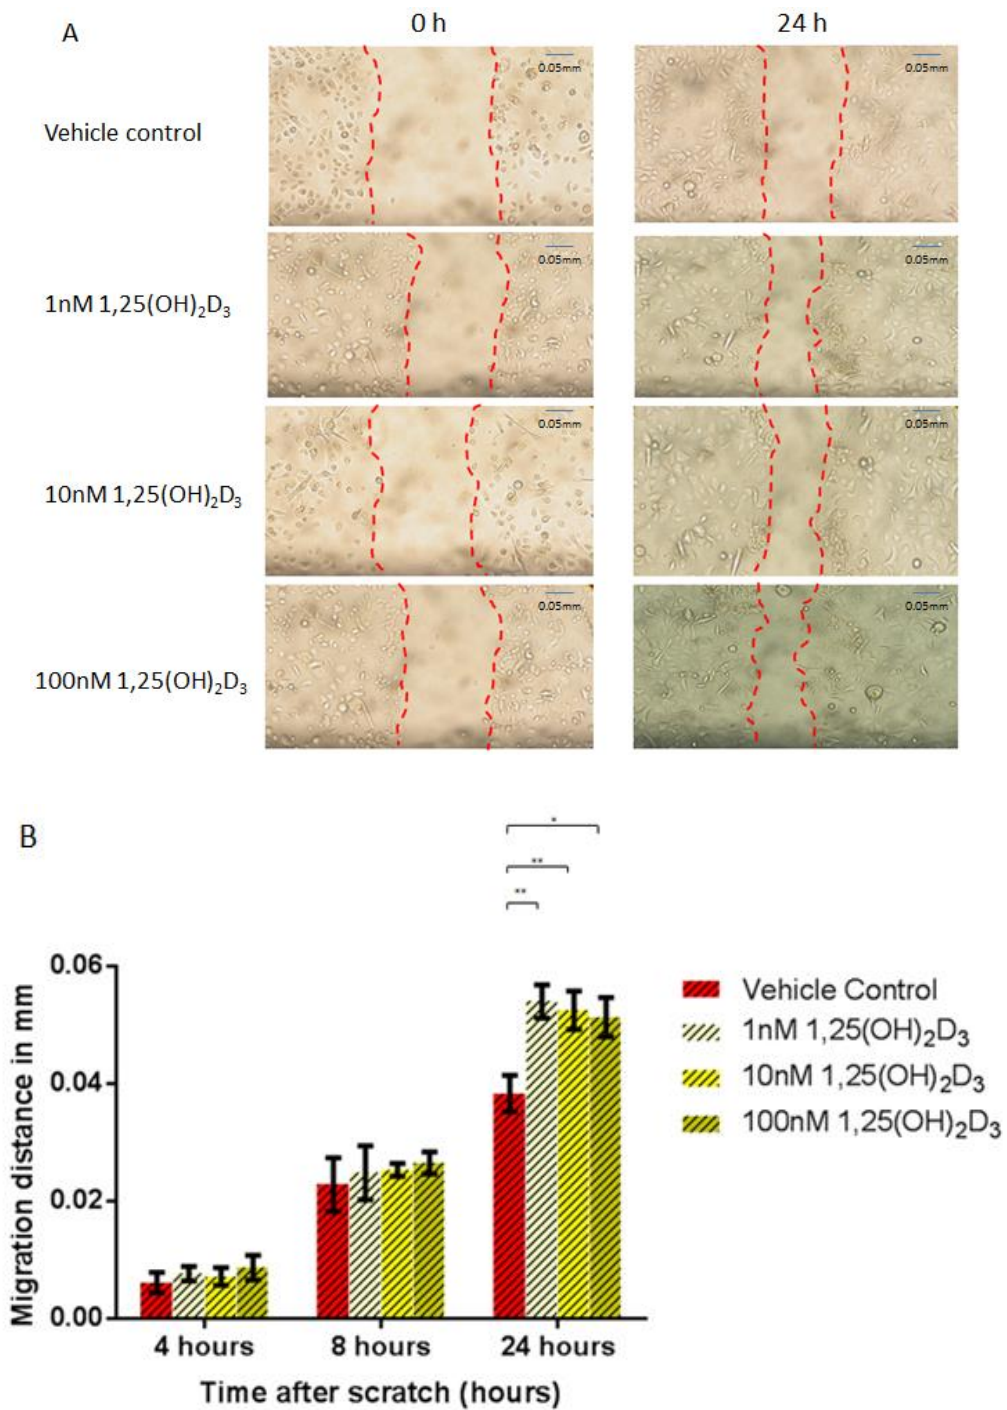 A
0 h
24 h
Vehicle control
0.05mm
0.05mm
1nM 1,25(OH)₂D₃
0.05mm
0.05mm
10nM 1,25(OH)₂D₃
0.05mm
0.05mm
100nM 1,25(OH)₂D₃
0.05mm
0.05mm
B
*
**
**
Migration distance in mm
0.06
0.04
0.02
0.00
4 hours
8 hours
24 hours
Time after scratch (hours)
Vehicle Control
1nM 1,25(OH)₂D₃
10nM 1,25(OH)₂D₃
100nM 1,25(OH)₂D₃